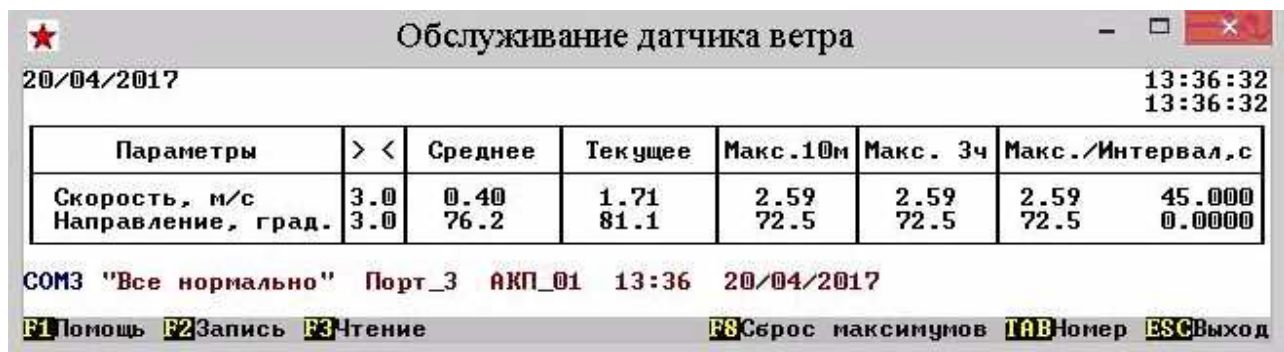 Обслуживание датчика ветра
20/04/2017 13:36:32
13:36:32
Параметры > < Среднее Текущее Макс.10м Макс. 3ч Макс./Интервал,с
Скорость, м/с 3.0 0.40 1.71 2.59 2.59 2.59 45.000
Направление, град. 3.0 76.2 81.1 72.5 72.5 72.5 0.0000
COM3 "Все нормально" Порт_3 АКП_01 13:36 20/04/2017
F1Помощь F2Запись F3Чтение F8Сброс максимумов TABНомер ESCВыход